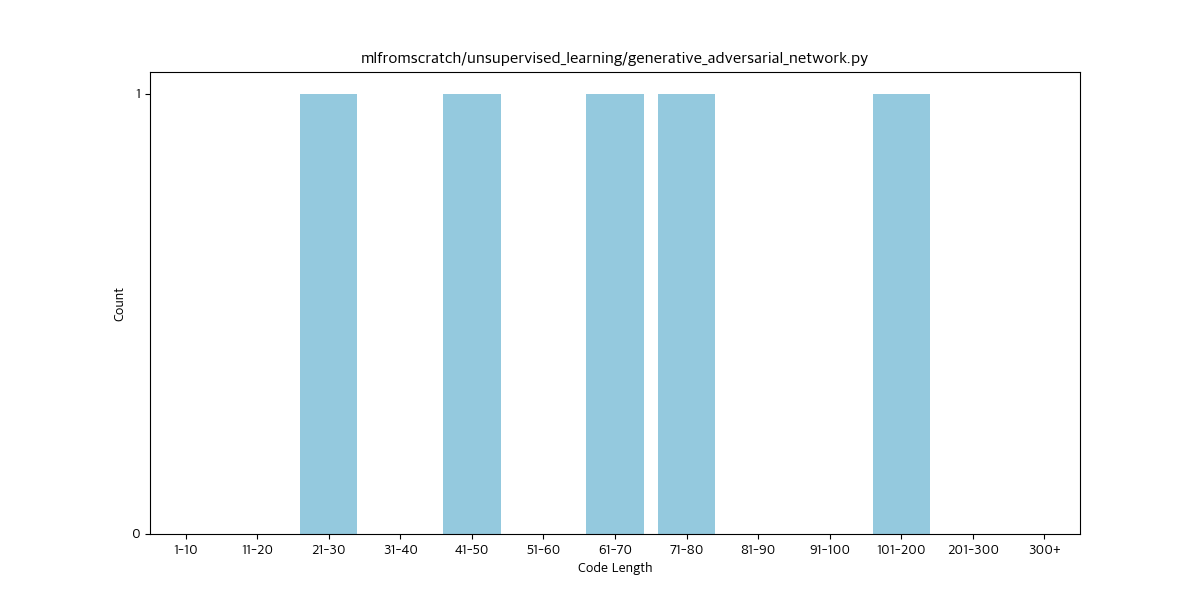 mlfromscratch/unsupervised_learning/generative_adversarial_network.py
1
Count
0
1-10 11-20 21-30 31-40 41-50 51-60 61-70 71-80 81-90 91-100 101-200 201-300 300+
Code Length